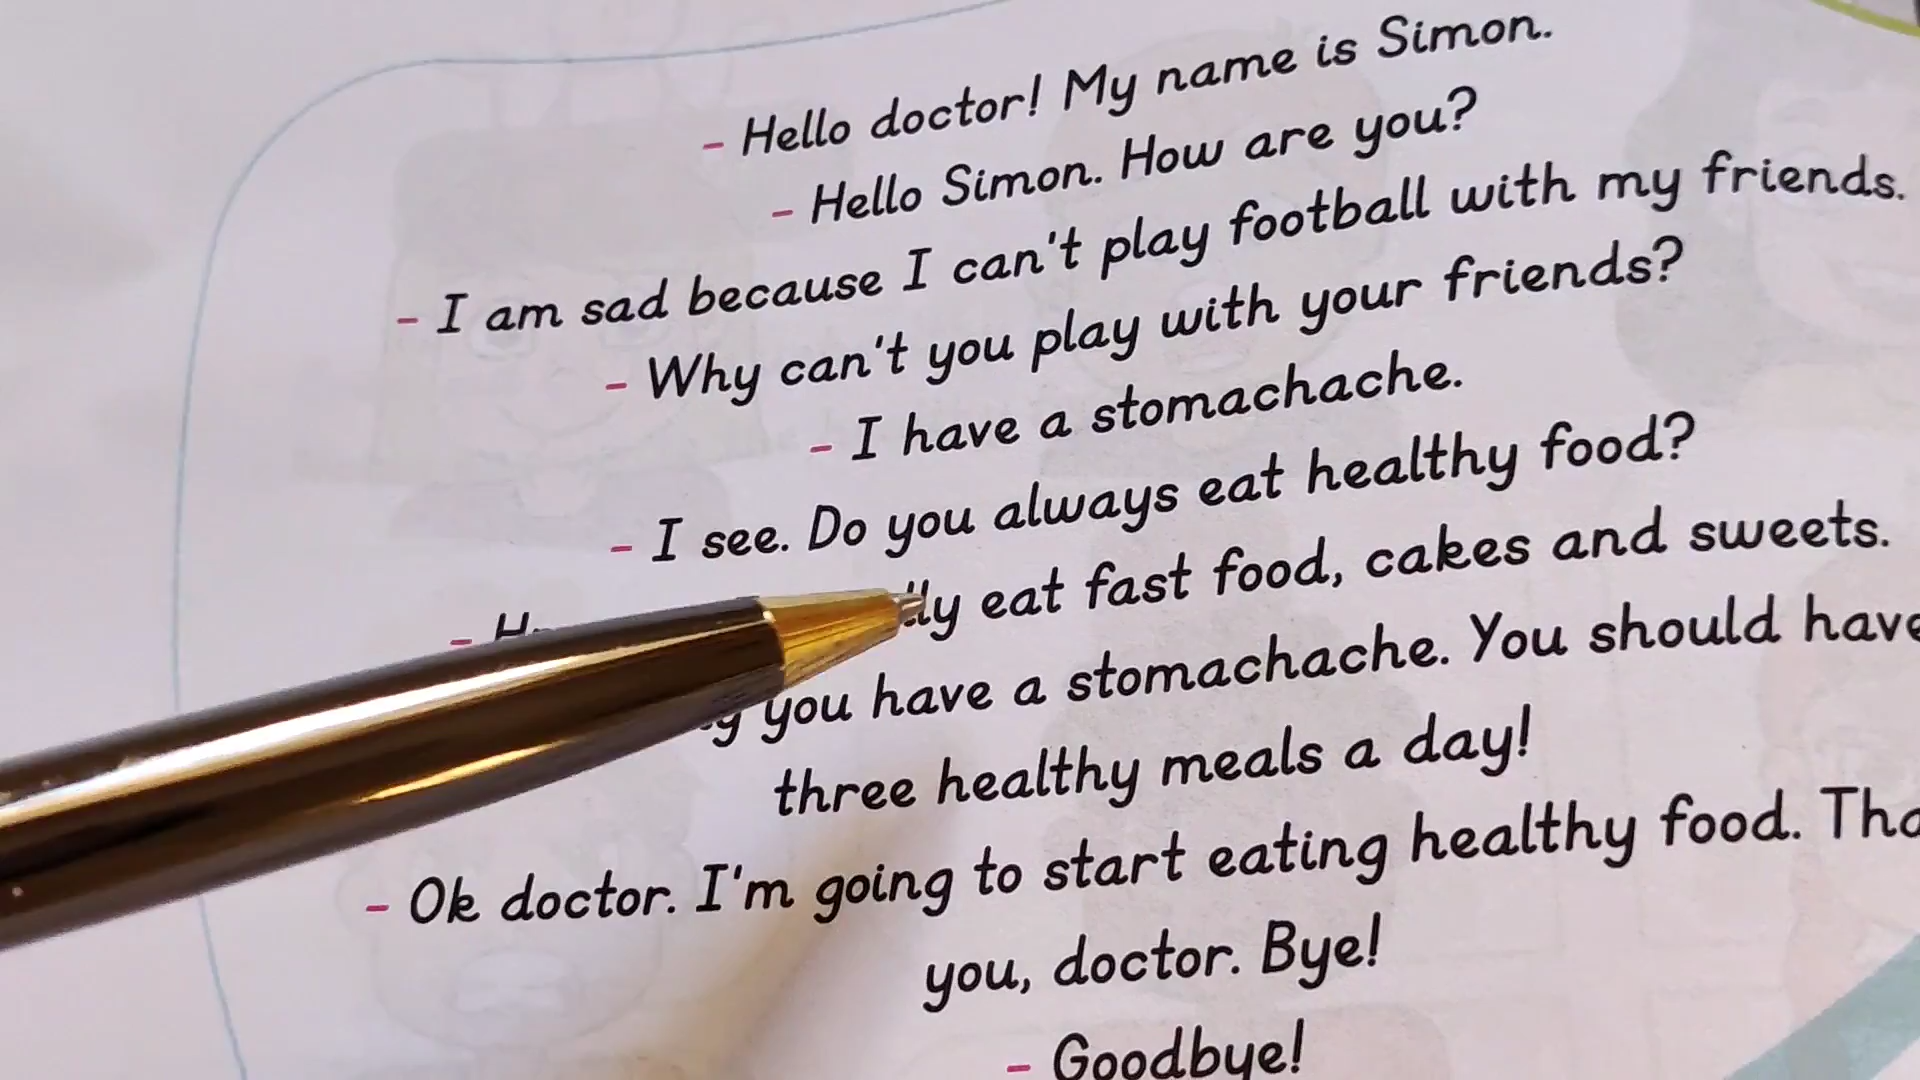 - Hello doctor! My name is Simon.
- Hello Simon. How are you?
- I am sad because I can't play football with my friends.
- Why can't you play with your friends?
- I have a stomachache.
- I see. Do you always eat healthy food?
- eat fast food, cakes and sweets.
you have a stomachache. You should have
three healthy meals a day!
- Ok doctor. I'm going to start eating healthy food.
you, doctor. Bye!
- Goodbye!